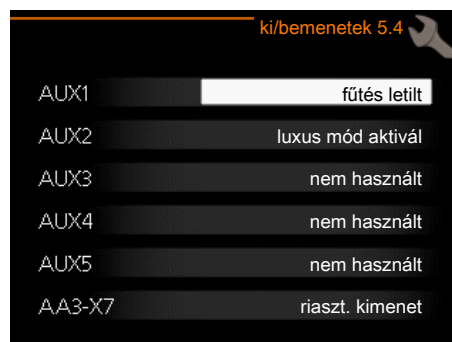 ki/bemenetek 5.4
AUX1 fűtés letilt
AUX2 luxus mód aktivál
AUX3 nem használt
AUX4 nem használt
AUX5 nem használt
AA3-X7 riaszt. kimenet